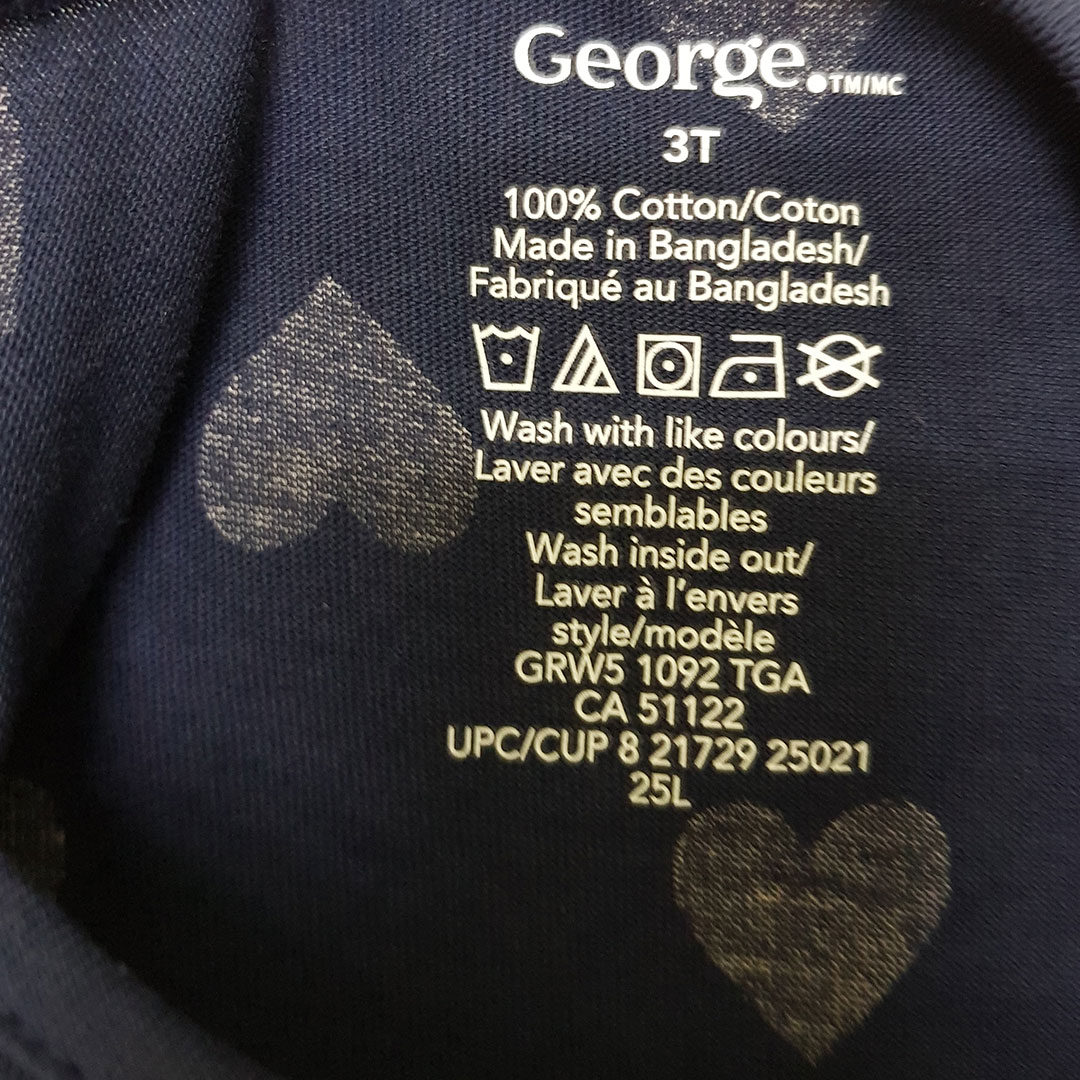 George.TM/MC
3T
100% Cotton/Coton
Made in Bangladesh/
Fabriqué au Bangladesh
Wash with like colours/
Laver avec des couleurs
semblables
Wash inside out/
Laver à l'envers
style/modèle
GRW5 1092 TGA
CA 51122
UPC/CUP 8 21729 25021
25L